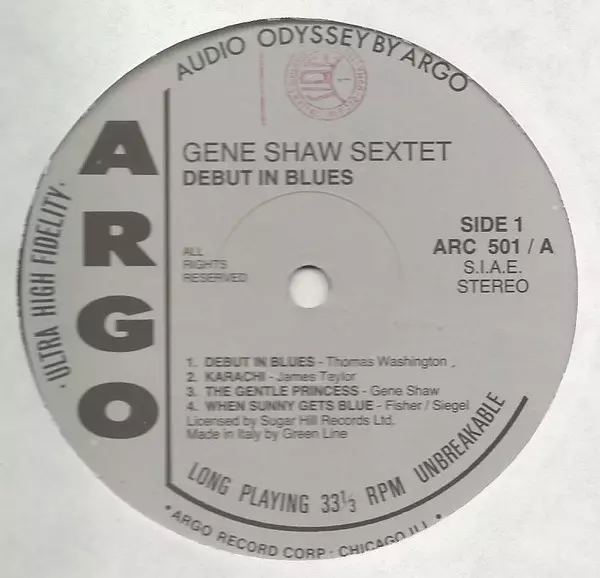 AUDIO ODYSSEY BY ARGO
ARGO
· ULTRA HIGH FIDELITY ·
GENE SHAW SEXTET
DEBUT IN BLUES
SIDE 1
ARC 501 / A
S.I.A.E.
STEREO
ALL
RIGHTS
RESERVED
1. DEBUT IN BLUES - Thomas Washington
2. KARACHI - James Taylor
3. THE GENTLE PRINCESS - Gene Shaw
4. WHEN SUNNY GETS BLUE - Fisher / Siegel
Licensed by Sugar Hill Records Ltd.
Made in Italy by Green Line
LONG PLAYING 33 1/3 RPM UNBREAKABLE
• ARGO RECORD CORP · CHICAGO ILL •